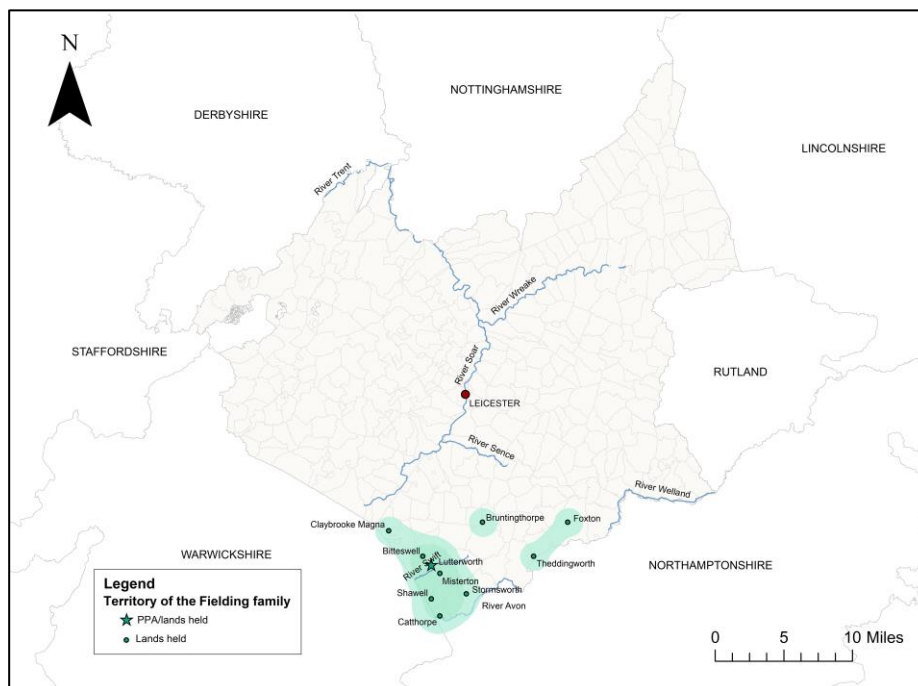 N
NOTTINGHAMSHIRE
DERBYSHIRE
LINCOLNSHIRE
River Trent
River Wreake
STAFFORDSHIRE
River Soar
RUTLAND
LEICESTER
River Sence
River Welland
Claybrooke Magna
Bruntingthorpe
Foxton
WARWICKSHIRE
Bitteswell
River Swift
Lutterworth
Theddingworth
NORTHAMPTONSHIRE
Misterton
Shawell
Stormsworth
River Avon
Catthorpe
Legend
Territory of the Fielding family
PPA/lands held
Lands held
0 5 10 Miles